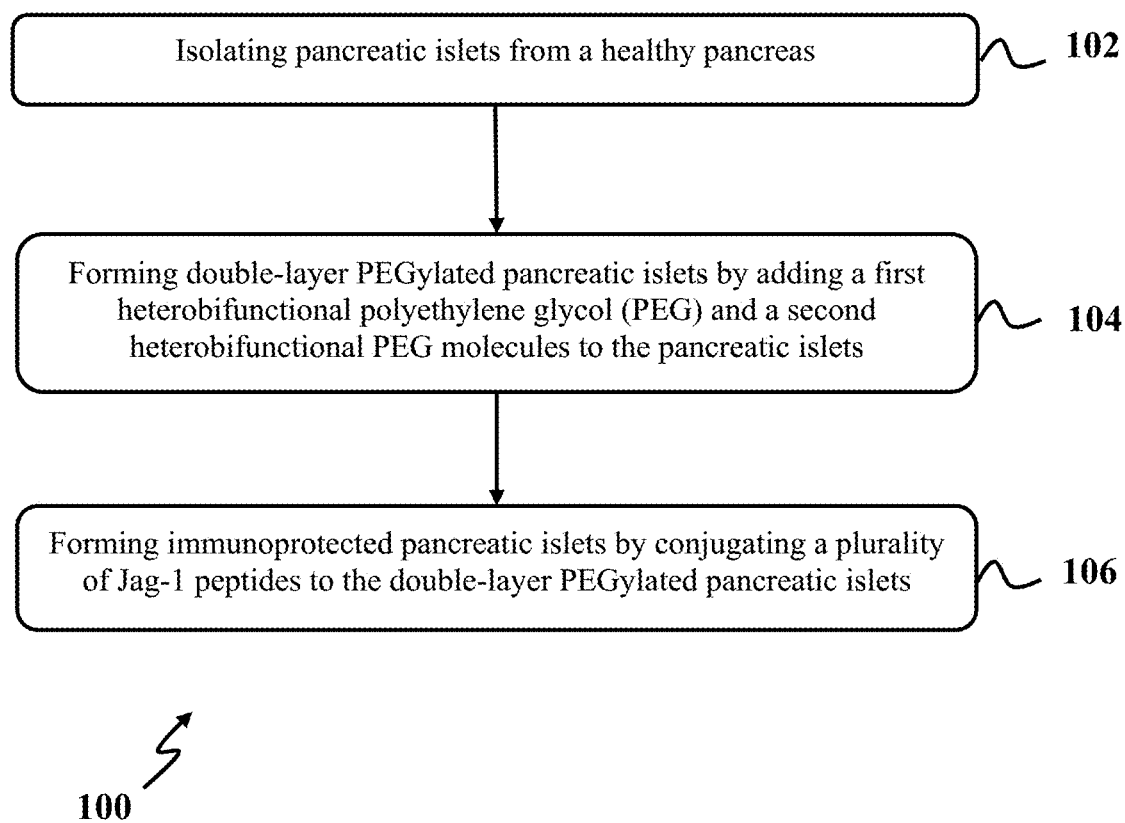 Isolating pancreatic islets from a healthy pancreas
102
Forming double-layer PEGylated pancreatic islets by adding a first
heterobifunctional polyethylene glycol (PEG) and a second
heterobifunctional PEG molecules to the pancreatic islets
104
Forming immunoprotected pancreatic islets by conjugating a plurality
of Jag-1 peptides to the double-layer PEGylated pancreatic islets
106
100